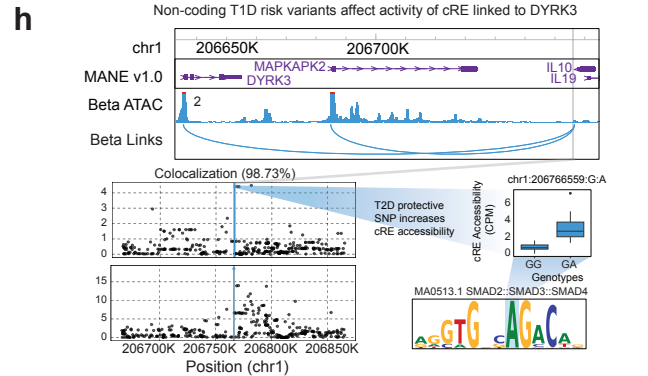 h
Non-coding T1D risk variants affect activity of cRE linked to DYRK3
chr1
206650K
206700K
MANE v1.0
MAPKAPK2
DYRK3
IL10
IL19
Beta ATAC
2
Beta Links
Colocalization (98.73%)
4
3
2
1
0
15
10
5
0
206700K
206750K
206800K
206850K
Position (chr1)
T2D protective
SNP increases
cRE accessibility
chr1:206766559:G:A
cRE Accessibility
(CPM)
6
4
2
0
GG
GA
Genotypes
MA0513.1 SMAD2::SMAD3::SMAD4
AGGTG CAGACA